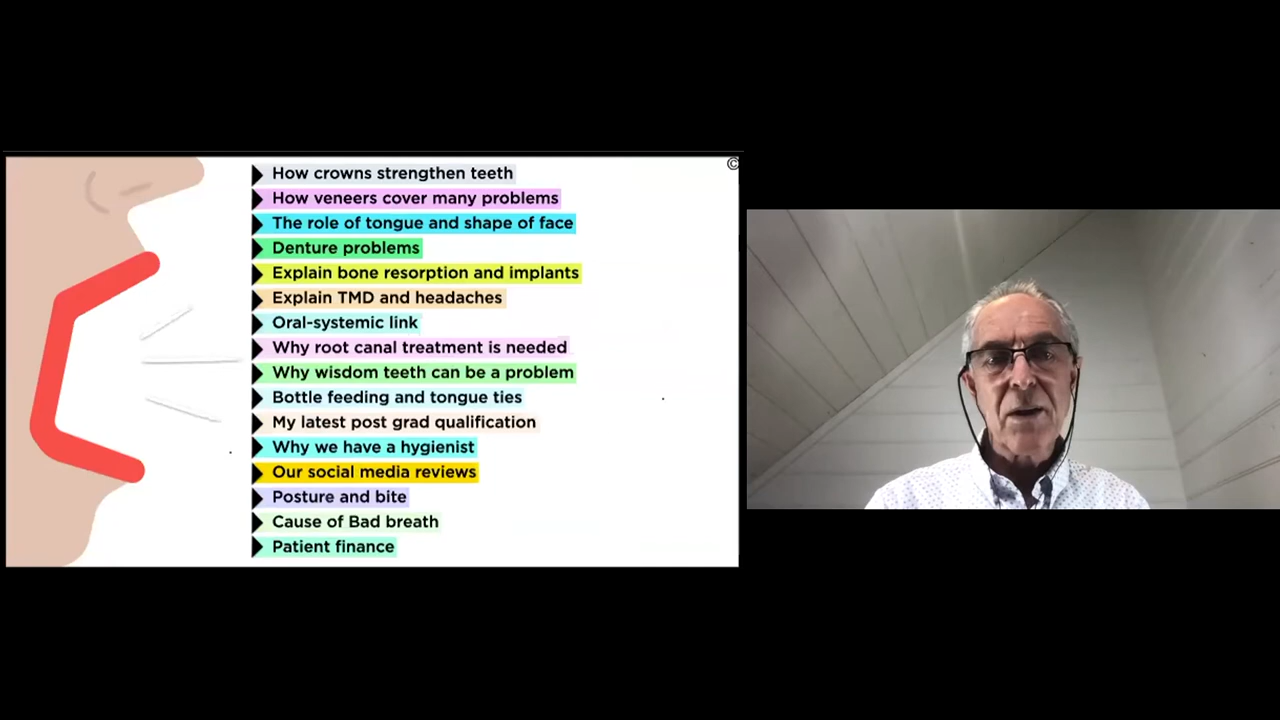 ©
How crowns strengthen teeth
How veneers cover many problems
The role of tongue and shape of face
Denture problems
Explain bone resorption and implants
Explain TMD and headaches
Oral-systemic link
Why root canal treatment is needed
Why wisdom teeth can be a problem
Bottle feeding and tongue ties
My latest post grad qualification
Why we have a hygienist
Our social media reviews
Posture and bite
Cause of Bad breath
Patient finance